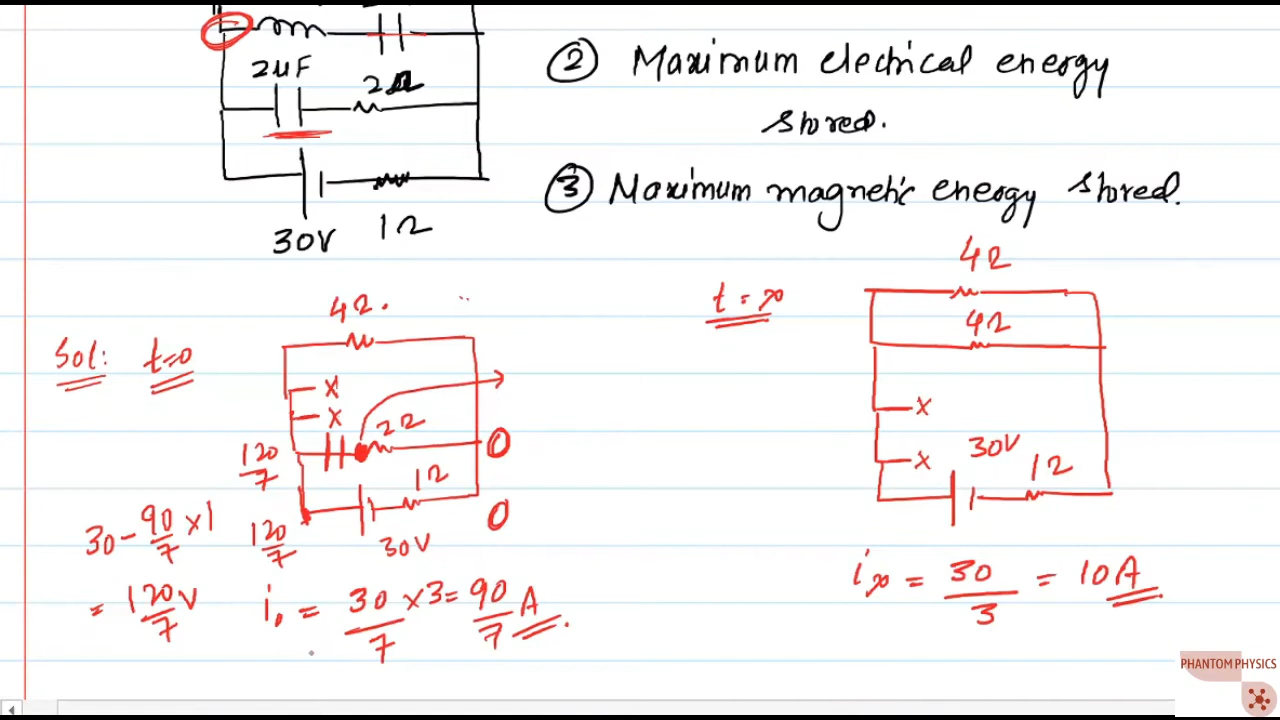 2μF
2Ω
30V
1Ω
② Maximum electrical energy
stored.
③ Maximum magnetic energy stored.
Sol: t=0
4Ω.
x
x
2Ω
120/7
0
1Ω
120/7
0
30V
30 - 90/7 x 1
= 120/7 V
i₀ = 30/7 x 3 = 90/7 A.
t = ∞
4Ω
4Ω
x
x
30V
1Ω
i∞ = 30/3 = 10A
PHANTOM PHYSICS